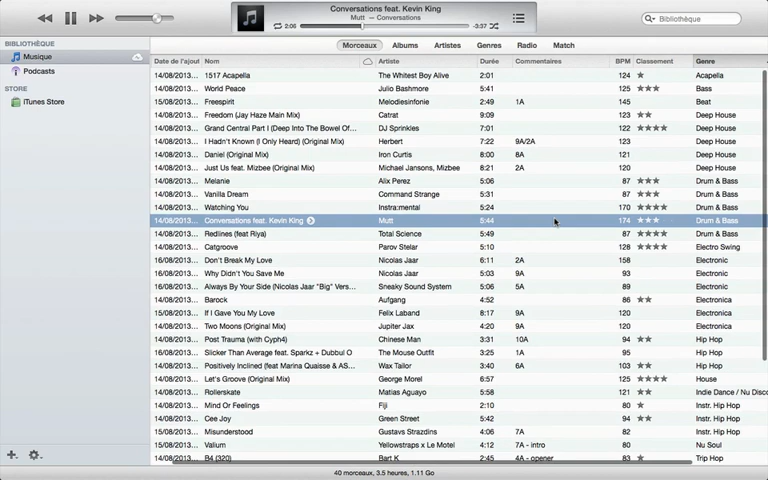 Conversations feat. Kevin King
Mutt — Conversations
2:06 -3:37
Bibliothèque
BIBLIOTHÈQUE
Musique
Podcasts
STORE
iTunes Store
Morceaux Albums Artistes Genres Radio Match
Date de l'ajout Nom Artiste Durée Commentaires BPM Classement Genre
14/08/2013... 1517 Acapella The Whitest Boy Alive 2:01 124 ★ Acapella
14/08/2013... World Peace Julio Bashmore 5:41 125 ★★★ Bass
15/08/2013... Freespirit Melodiesinfonie 2:49 1A 145 Beat
14/08/2013... Freedom (Jay Haze Main Mix) Catrat 9:09 123 ★★ Deep House
14/08/2013... Grand Central Part I (Deep Into The Bowel Of... DJ Sprinkles 7:01 122 ★★★★ Deep House
14/08/2013... I Hadn't Known (I Only Heard) (Original Mix) Herbert 7:22 9A/2A 123 Deep House
14/08/2013... Daniel (Original Mix) Iron Curtis 8:00 8A 121 Deep House
14/08/2013... Just Us feat. Mizbee (Original Mix) Michael Jansons, Mizbee 8:21 2A 120 Deep House
14/08/2013... Melanie Alix Perez 5:06 87 ★★★ Drum & Bass
14/08/2013... Vanilla Dream Command Strange 5:31 87 ★★★ Drum & Bass
14/08/2013... Watching You Instra:mental 5:24 170 ★★★★ Drum & Bass
14/08/2013... Conversations feat. Kevin King Mutt 5:44 174 ★★★ Drum & Bass
14/08/2013... Redlines (feat Riya) Total Science 5:49 87 ★★★★ Drum & Bass
14/08/2013... Catgroove Parov Stelar 5:10 128 ★★★★ Electro Swing
16/08/2013... Don't Break My Love Nicolas Jaar 6:11 2A 158 Electronic
16/08/2013... Why Didn't You Save Me Nicolas Jaar 5:03 9A 93 Electronic
16/08/2013... Always By Your Side (Nicolas Jaar "Big" Vers... Sneaky Sound System 5:06 5A 89 Electronic
14/08/2013... Barock Aufgang 4:52 86 ★★ Electronica
15/08/2013... If I Gave You My Love Felix Laband 8:17 9A 120 Electronica
14/08/2013... Two Moons (Original Mix) Jupiter Jax 4:20 9A 120 Electronica
14/08/2013... Post Trauma (with Cyph4) Chinese Man 3:31 10A 94 ★★ Hip Hop
16/08/2013... Slicker Than Average feat. Sparkz + Dubbul O The Mouse Outfit 3:25 1A 95 Hip Hop
14/08/2013... Positively Inclined (feat Marina Quaisse & AS... Wax Tailor 3:40 6A 103 ★★ Hip Hop
14/08/2013... Let's Groove (Original Mix) George Morel 6:57 125 ★★★★ House
14/08/2013... Rollerskate Matias Aguayo 5:58 121 ★★ Indie Dance / Nu Disco
14/08/2013... Mind Of Feelings Fiji 2:10 80 ★ Instr. Hip Hop
14/08/2013... Cee Joy Green Street 5:42 94 ★★ Instr. Hip Hop
15/08/2013... Misunderstood Gustavs Strazdins 4:06 7A 82 Instr. Hip Hop
15/08/2013... Valium Yellowstraps x Le Motel 4:12 7A - intro 80 Nu Soul
14/08/2013... B4 (320) Bart K 2:45 4A - opener 83 ★ Instr. Hip Hop
40 morceaux, 3.5 heures, 1.11 Go